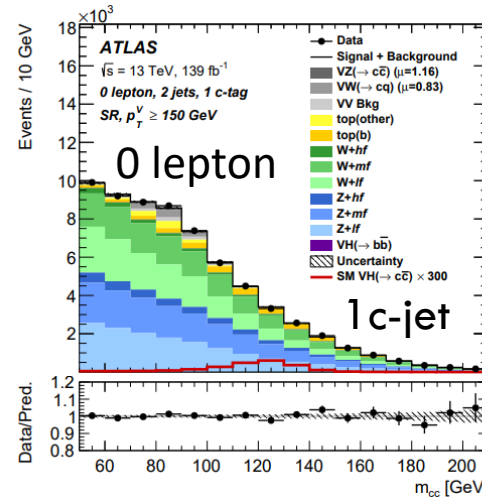 ×10³
18
16
14
12
10
8
6
4
2
Events / 10 GeV
ATLAS
√s = 13 TeV, 139 fb⁻¹
0 lepton, 2 jets, 1 c-tag
SR, p_T^V ≥ 150 GeV
0 lepton
1 c-jet
Data
Signal + Background
VZ(→ cc̄) (μ=1.16)
VW(→ cq) (μ=0.83)
VV Bkg
top(other)
top(b)
W+hf
W+mf
W+lf
Z+hf
Z+mf
Z+lf
VH(→ bb̄)
Uncertainty
SM VH(→ cc̄) × 300
Data/Pred.
1.2
1.1
1.0
0.9
0.8
60 80 100 120 140 160 180 200
m_cc [GeV]